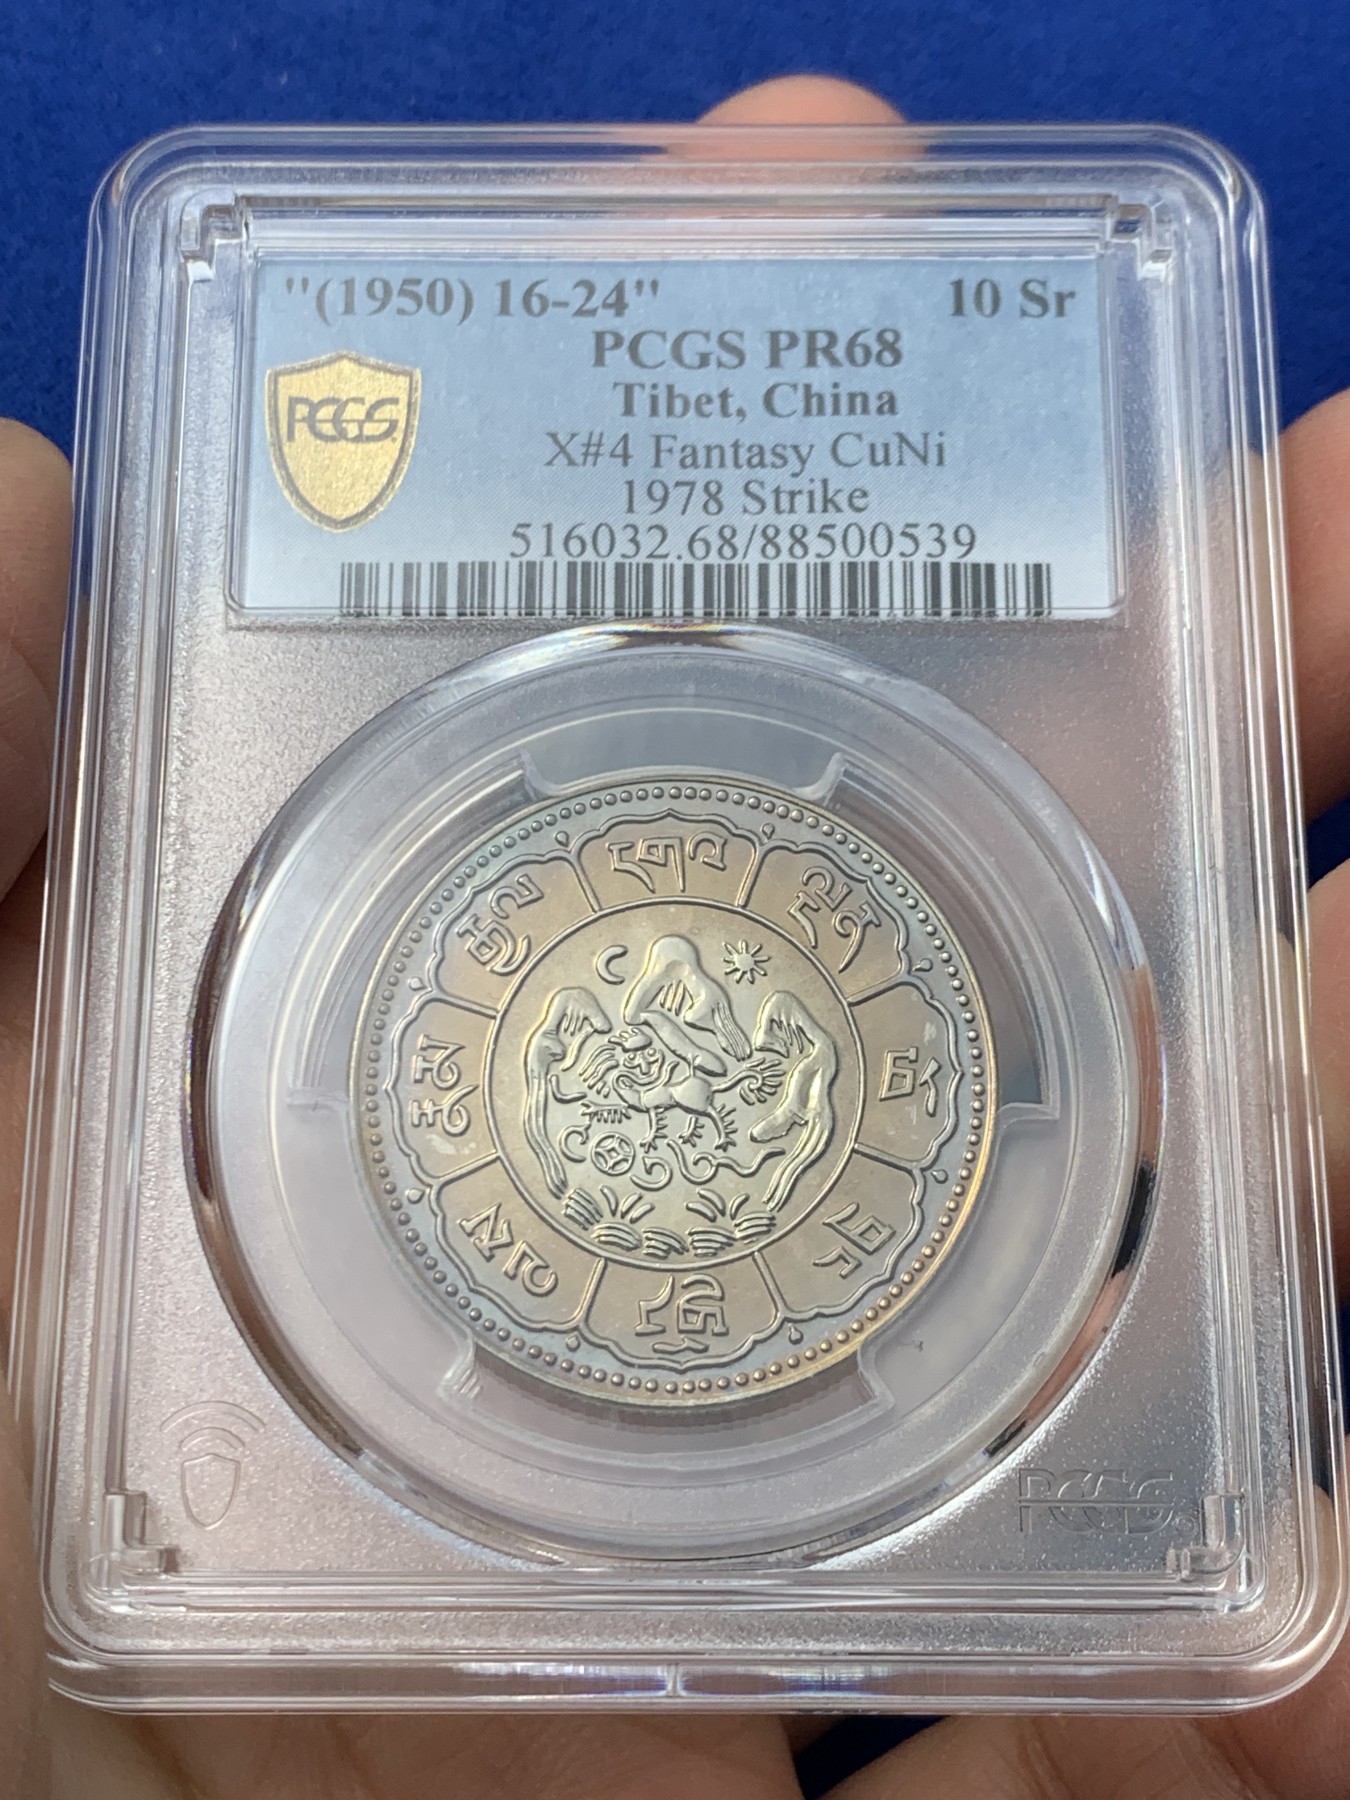 "(1950) 16-24" 10 Sr
PCGS PR68
Tibet, China
X#4 Fantasy CuNi
1978 Strike
516032.68/88500539
PCGS
PCGS